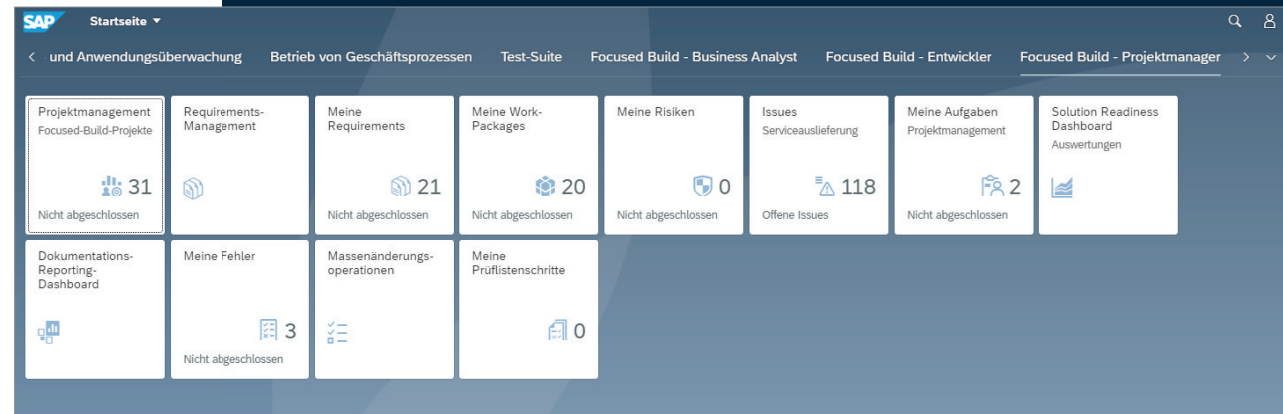 SAP Startseite
und Anwendungsüberwachung Betrieb von Geschäftsprozessen Test-Suite Focused Build - Business Analyst Focused Build - Entwickler Focused Build - Projektmanager
Projektmanagement
Focused-Build-Projekte
31
Nicht abgeschlossen
Requirements-
Management
Meine
Requirements
21
Nicht abgeschlossen
Meine Work-
Packages
20
Nicht abgeschlossen
Meine Risiken
0
Nicht abgeschlossen
Issues
Serviceauslieferung
118
Offene Issues
Meine Aufgaben
Projektmanagement
2
Nicht abgeschlossen
Solution Readiness
Dashboard
Auswertungen
Dokumentations-
Reporting-
Dashboard
Meine Fehler
3
Nicht abgeschlossen
Massenänderungs-
operationen
Meine
Prüflistenschritte
0